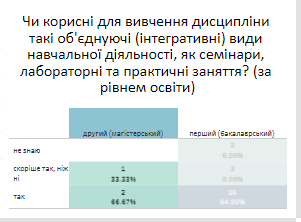 Чи корисні для вивчення дисципліни
такі об'єднуючі (інтегративні) види
навчальної діяльності, як семінари,
лабораторні та практичні заняття? (за
рівнем освіти)
другий (магістерський) перший (бакалаврський)
не знаю 2 6.06%
скоріше так, ніж ні 1 33.33% 3 9.09%
так 2 66.67% 28 84.85%